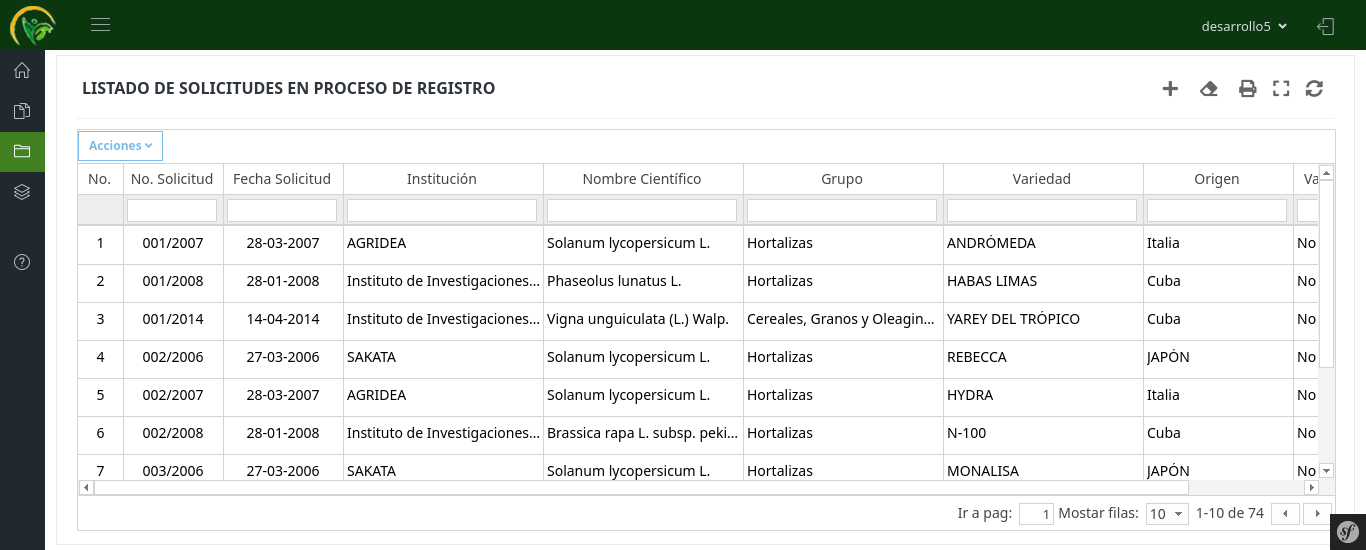 desarrollo5
LISTADO DE SOLICITUDES EN PROCESO DE REGISTRO
Acciones
No. No. Solicitud Fecha Solicitud Institución Nombre Científico Grupo Variedad Origen Va
1 001/2007 28-03-2007 AGRIDEA Solanum lycopersicum L. Hortalizas ANDRÓMEDA Italia No
2 001/2008 28-01-2008 Instituto de Investigaciones... Phaseolus lunatus L. Hortalizas HABAS LIMAS Cuba No
3 001/2014 14-04-2014 Instituto de Investigaciones... Vigna unguiculata (L.) Walp. Cereales, Granos y Oleagin... YAREY DEL TRÓPICO Cuba No
4 002/2006 27-03-2006 SAKATA Solanum lycopersicum L. Hortalizas REBECCA JAPÓN No
5 002/2007 28-03-2007 AGRIDEA Solanum lycopersicum L. Hortalizas HYDRA Italia No
6 002/2008 28-01-2008 Instituto de Investigaciones... Brassica rapa L. subsp. peki... Hortalizas N-100 Cuba No
7 003/2006 27-03-2006 SAKATA Solanum lycopersicum L. Hortalizas MONALISA JAPÓN No
Ir a pag: 1 Mostar filas: 10 1-10 de 74
sf